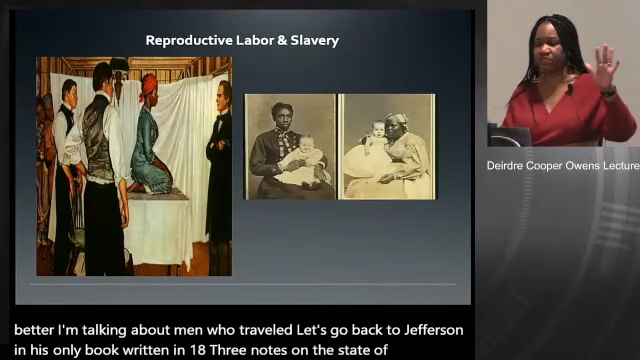 Reproductive Labor & Slavery
Deirdre Cooper Owens Lecture
better I'm talking about men who traveled Let's go back to Jefferson
in his only book written in 18 Three notes on the state of